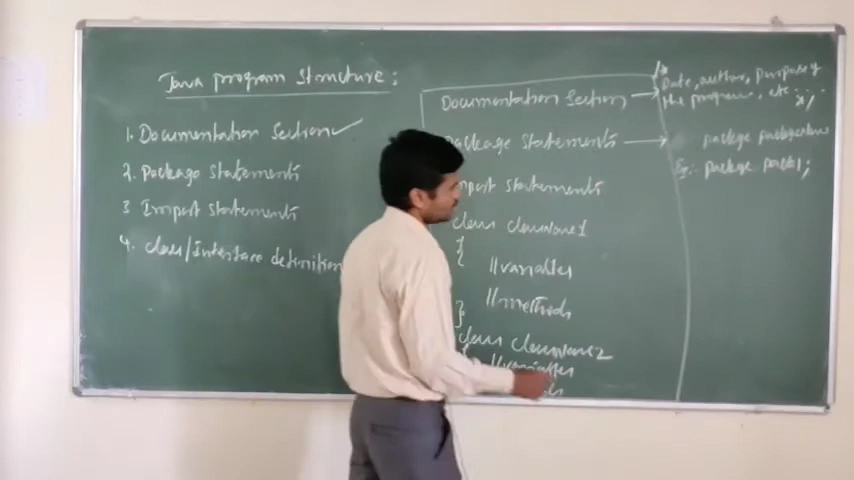 Java program structure:
1. Documentation Section
2. Package statements
3 Import statements
4. class/Interface definition
Documentation Section
Package statements
import statements
class classname1
{
//variables
//methods
}
class classname2
{
//variables
/*
Date, author, purpose of
the program, etc...
*/
package packagename
Eg:- package pack1;